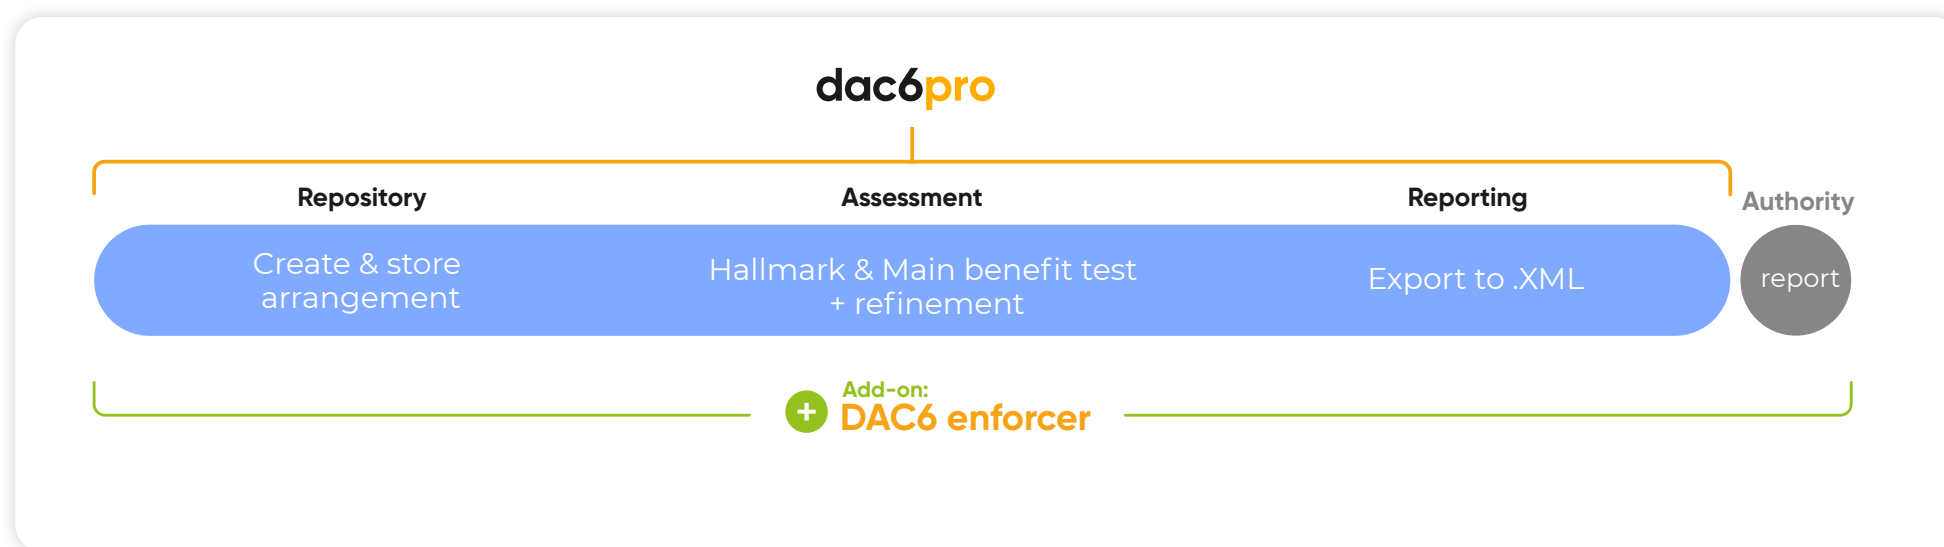 dac6pro
Repository
Assessment
Reporting
Authority
Create & store
arrangement
Hallmark & Main benefit test
+ refinement
Export to .XML
report
+
Add-on:
DAC6 enforcer